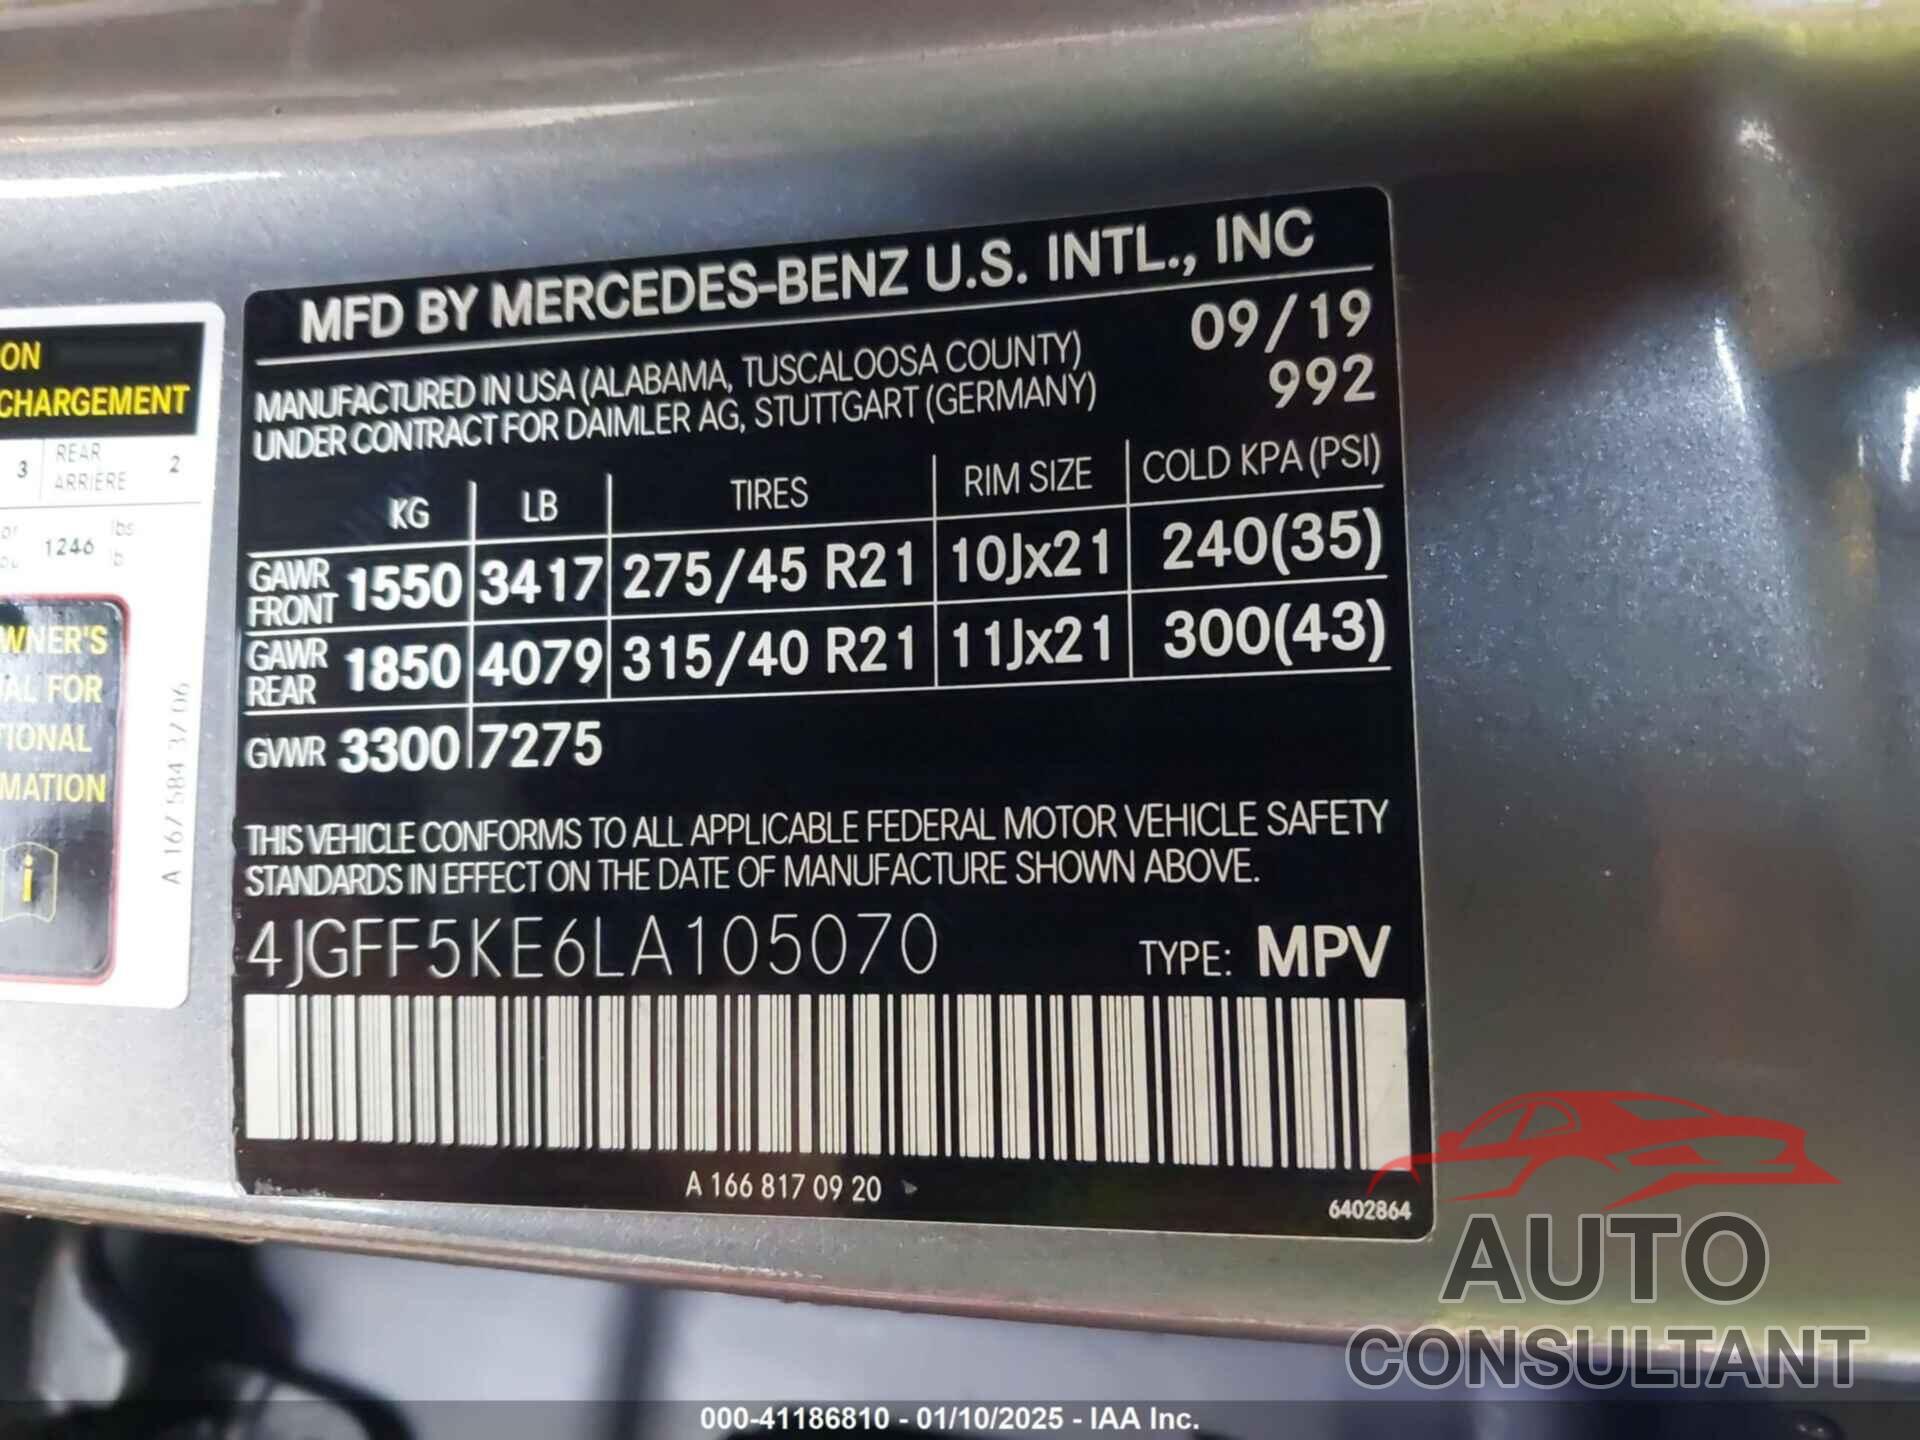 MFD BY MERCEDES-BENZ U.S. INTL., INC
09/19
MANUFACTURED IN USA (ALABAMA, TUSCALOOSA COUNTY)
UNDER CONTRACT FOR DAIMLER AG, STUTTGART (GERMANY)
992
KG LB TIRES RIM SIZE COLD KPA (PSI)
GAWR FRONT 1550 3417 275/45 R21 10Jx21 240(35)
GAWR REAR 1850 4079 315/40 R21 11Jx21 300(43)
GVWR 3300 7275
THIS VEHICLE CONFORMS TO ALL APPLICABLE FEDERAL MOTOR VEHICLE SAFETY
STANDARDS IN EFFECT ON THE DATE OF MANUFACTURE SHOWN ABOVE.
4JGFF5KE6LA105070 TYPE: MPV
A 166 817 09 20
6402864
ON
CHARGEMENT
3 REAR 2
ARRIÈRE
1246 lbs
lb
WNER'S
AL FOR
TIONAL
MATION
i
A 167 584 37 06
AUTO
CONSULTANT
000-41186810 - 01/10/2025 - IAA Inc.